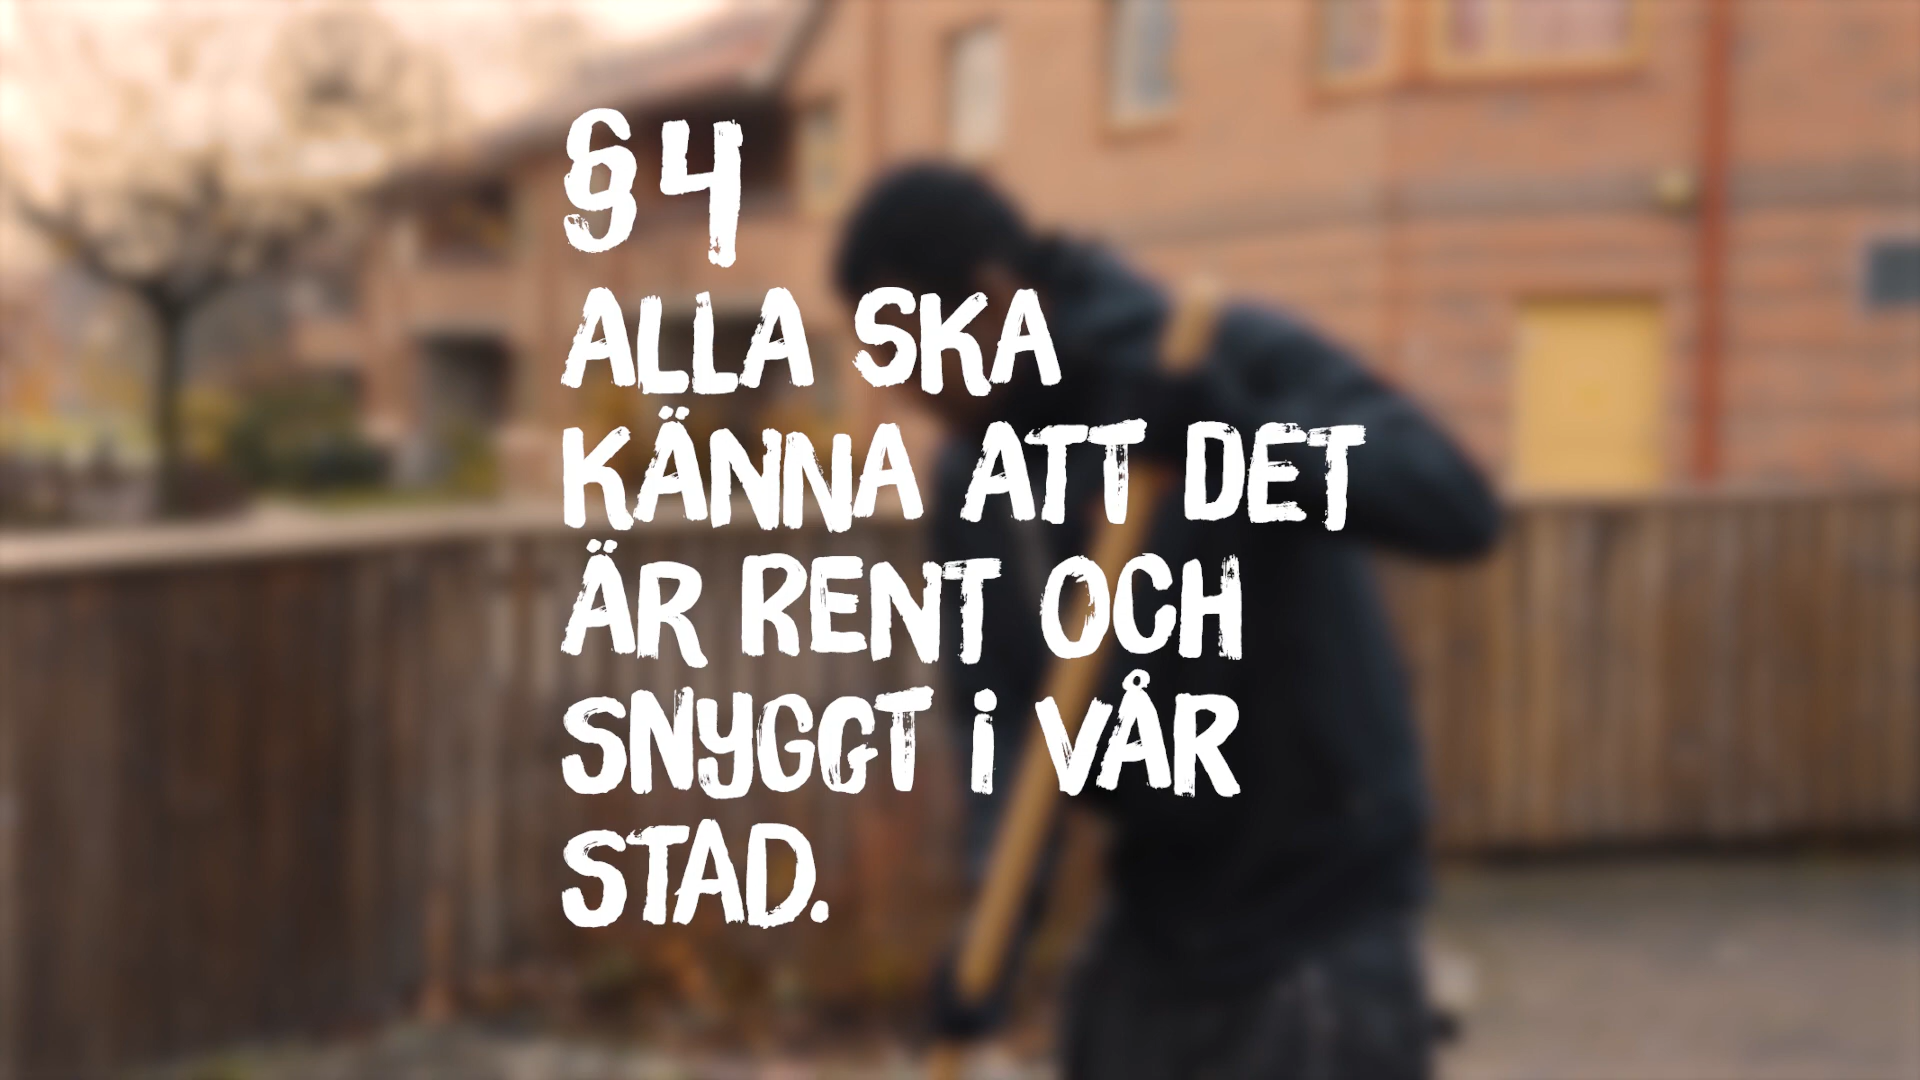 §4
ALLA SKA
KÄNNA ATT DET
ÄR RENT OCH
SNYGGT i VÅR
STAD.